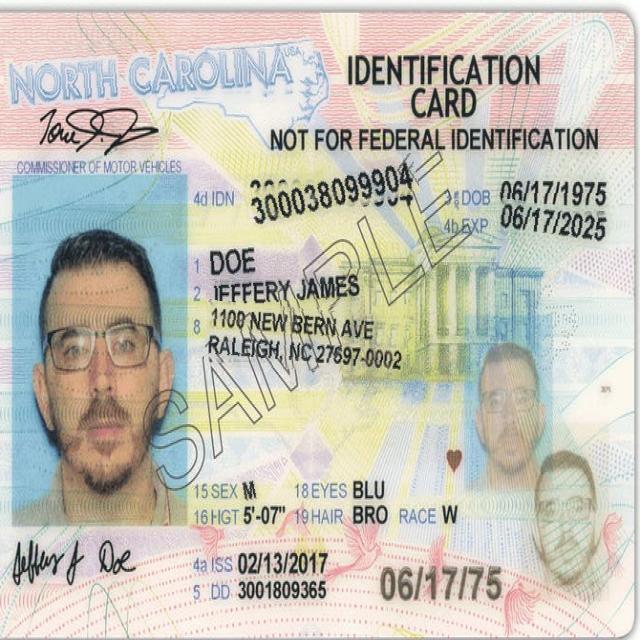 NORTH CAROLINA USA
IDENTIFICATION
CARD
NOT FOR FEDERAL IDENTIFICATION
COMMISSIONER OF MOTOR VEHICLES
4d IDN 300038099904
3 DOB 06/17/1975
4b EXP 06/17/2025
1 DOE
2 JEFFERY JAMES
8 1100 NEW BERN AVE
RALEIGH, NC 27697-0002
SAMPLE
15 SEX M 18 EYES BLU
16 HGT 5'-07" 19 HAIR BRO RACE W
4a ISS 02/13/2017
5 DD 3001809365
06/17/75
Jeffery J Doe